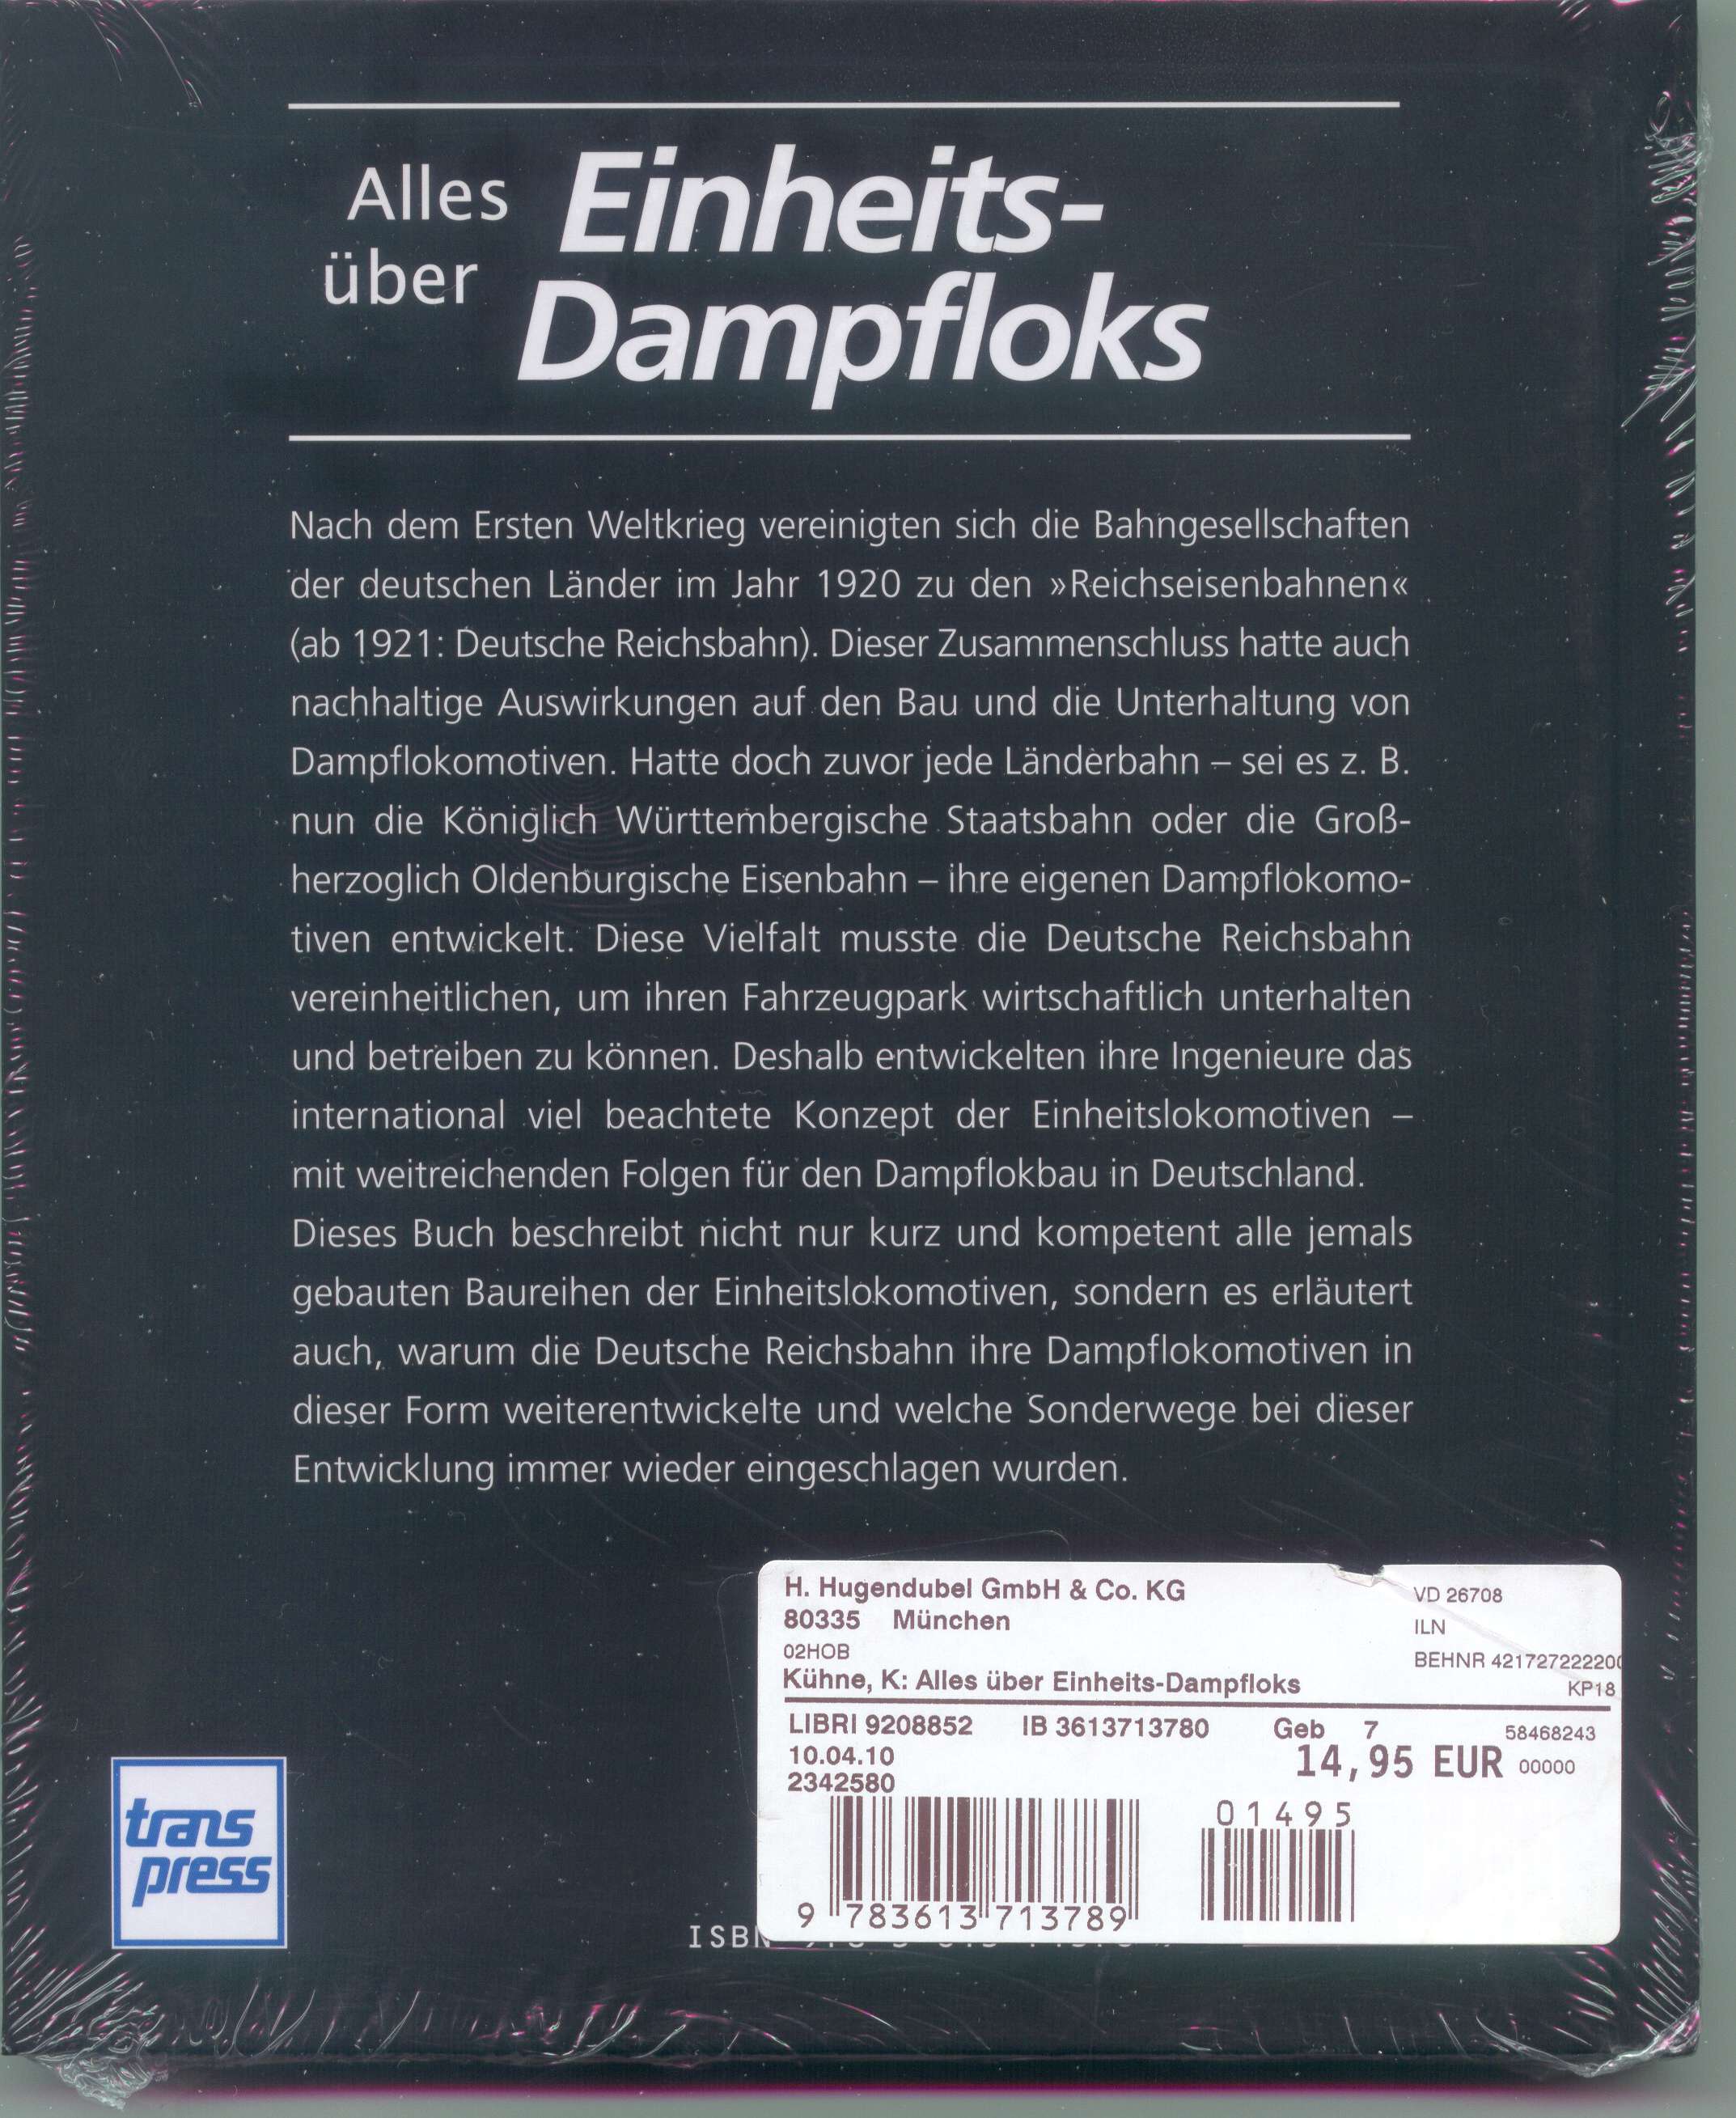 Alles
über
Einheits-
Dampfloks
Nach dem Ersten Weltkrieg vereinigten sich die Bahngesellschaften
der deutschen Länder im Jahr 1920 zu den »Reichseisenbahnen«
(ab 1921: Deutsche Reichsbahn). Dieser Zusammenschluss hatte auch
nachhaltige Auswirkungen auf den Bau und die Unterhaltung von
Dampflokomotiven. Hatte doch zuvor jede Länderbahn – sei es z. B.
nun die Königlich Württembergische Staatsbahn oder die Groß-
herzoglich Oldenburgische Eisenbahn – ihre eigenen Dampflokomo-
tiven entwickelt. Diese Vielfalt musste die Deutsche Reichsbahn
vereinheitlichen, um ihren Fahrzeugpark wirtschaftlich unterhalten
und betreiben zu können. Deshalb entwickelten ihre Ingenieure das
international viel beachtete Konzept der Einheitslokomotiven –
mit weitreichenden Folgen für den Dampflokbau in Deutschland.
Dieses Buch beschreibt nicht nur kurz und kompetent alle jemals
gebauten Baureihen der Einheitslokomotiven, sondern es erläutert
auch, warum die Deutsche Reichsbahn ihre Dampflokomotiven in
dieser Form weiterentwickelte und welche Sonderwege bei dieser
Entwicklung immer wieder eingeschlagen wurden.
H. Hugendubel GmbH & Co. KG
80335 München
02HOB
Kühne, K: Alles über Einheits-Dampfloks
VD 26708
ILN
BEHNR 42172722220
KP18
LIBRI 9208852 IB 3613713780 Geb 7 58468243
10.04.10 14,95 EUR 00000
2342580
01495
9 783613 713789
trans
press
ISBN